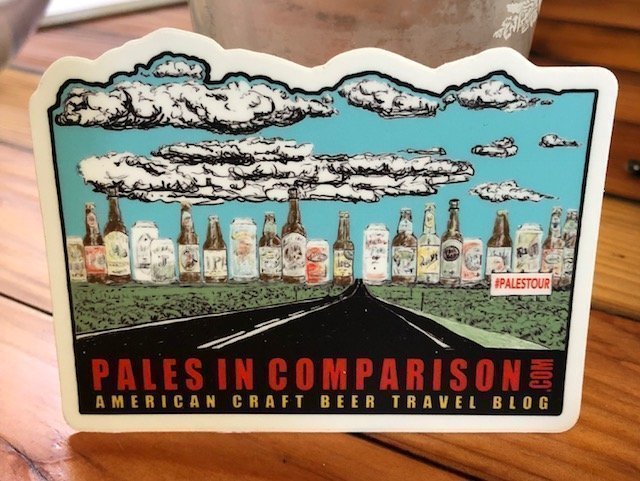 #PALESTOUR
PALES IN COMPARISON.COM
AMERICAN CRAFT BEER TRAVEL BLOG